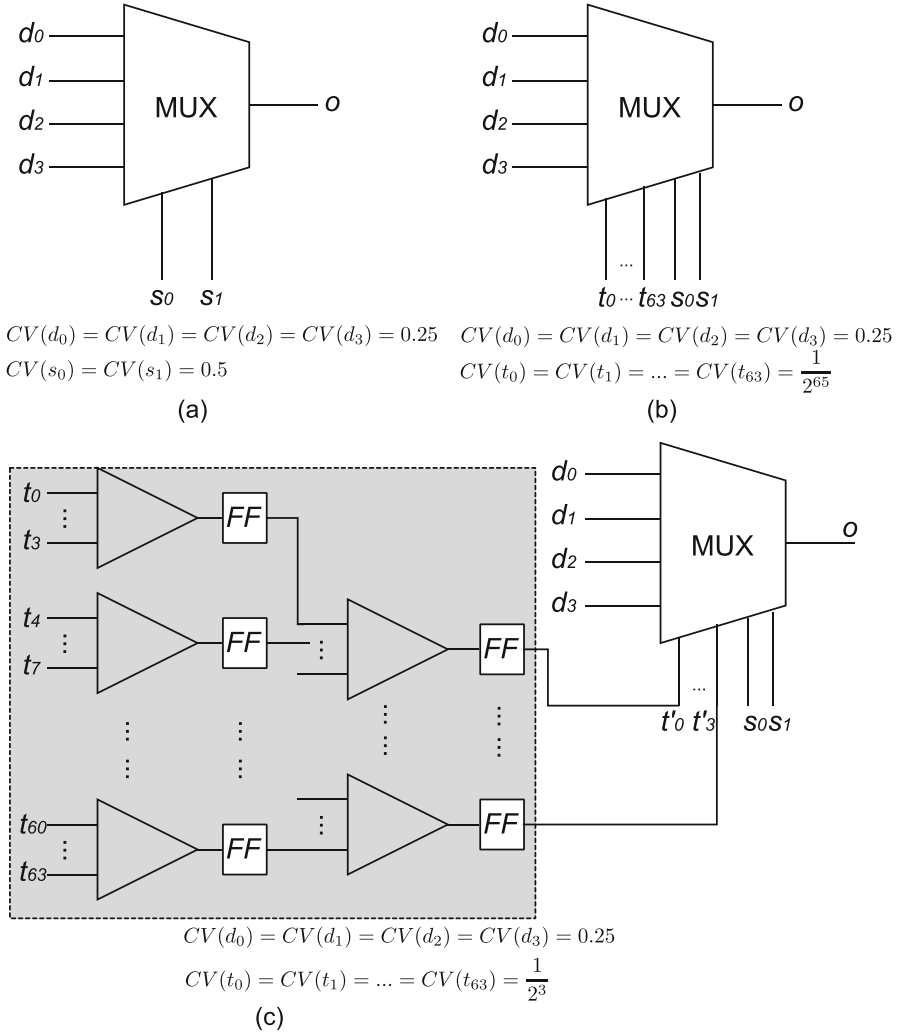 d0
d1
d2
d3
MUX
o
s0 s1
CV(d0) = CV(d1) = CV(d2) = CV(d3) = 0.25
CV(s0) = CV(s1) = 0.5
(a)
d0
d1
d2
d3
MUX
o
...
t0 ... t63 s0 s1
CV(d0) = CV(d1) = CV(d2) = CV(d3) = 0.25
CV(t0) = CV(t1) = ... = CV(t63) = 1/2^65
(b)
t0
t3
FF
t4
t7
FF
FF
t60
t63
FF
FF
d0
d1
d2
d3
MUX
o
...
t'0 t'3 s0 s1
CV(d0) = CV(d1) = CV(d2) = CV(d3) = 0.25
CV(t0) = CV(t1) = ... = CV(t63) = 1/2^3
(c)